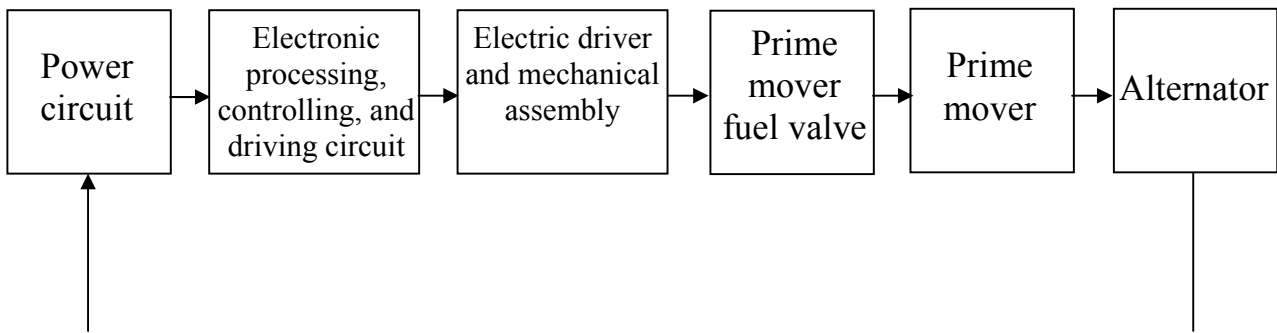 Power
circuit
Electronic
processing,
controlling, and
driving circuit
Electric driver
and mechanical
assembly
Prime
mover
fuel valve
Prime
mover
Alternator